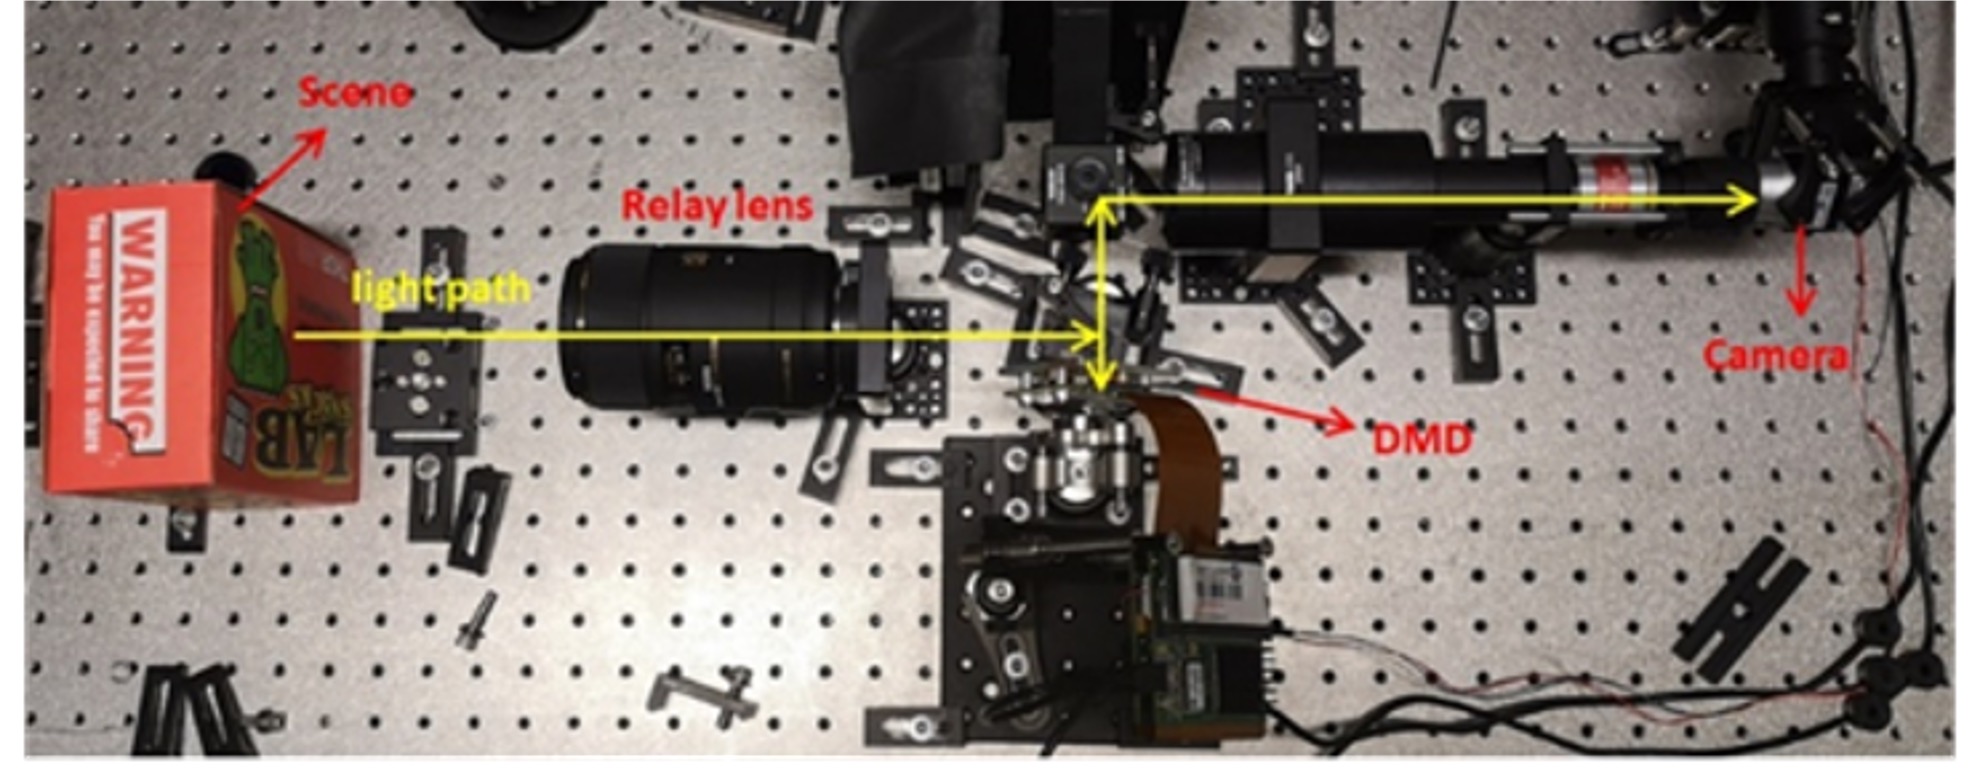 Scene
Relay lens
light path
Camera
DMD
WARNING
You may be expected to share
LAB